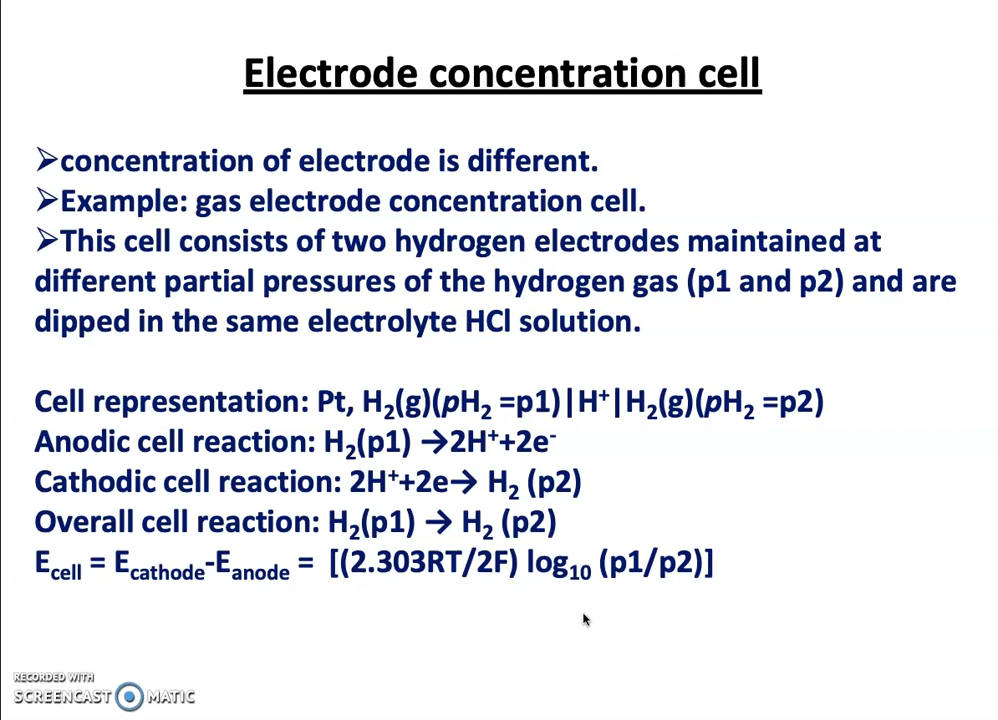 Electrode concentration cell
➢concentration of electrode is different.
➢Example: gas electrode concentration cell.
➢This cell consists of two hydrogen electrodes maintained at
different partial pressures of the hydrogen gas (p1 and p2) and are
dipped in the same electrolyte HCl solution.
Cell representation: Pt, H₂(g)(pH₂ =p1)|H⁺|H₂(g)(pH₂ =p2)
Anodic cell reaction: H₂(p1) →2H⁺+2e⁻
Cathodic cell reaction: 2H⁺+2e→ H₂ (p2)
Overall cell reaction: H₂(p1) → H₂ (p2)
E_cell = E_cathode-E_anode = [(2.303RT/2F) log₁₀ (p1/p2)]
RECORDED WITH
SCREENCAST MATIC